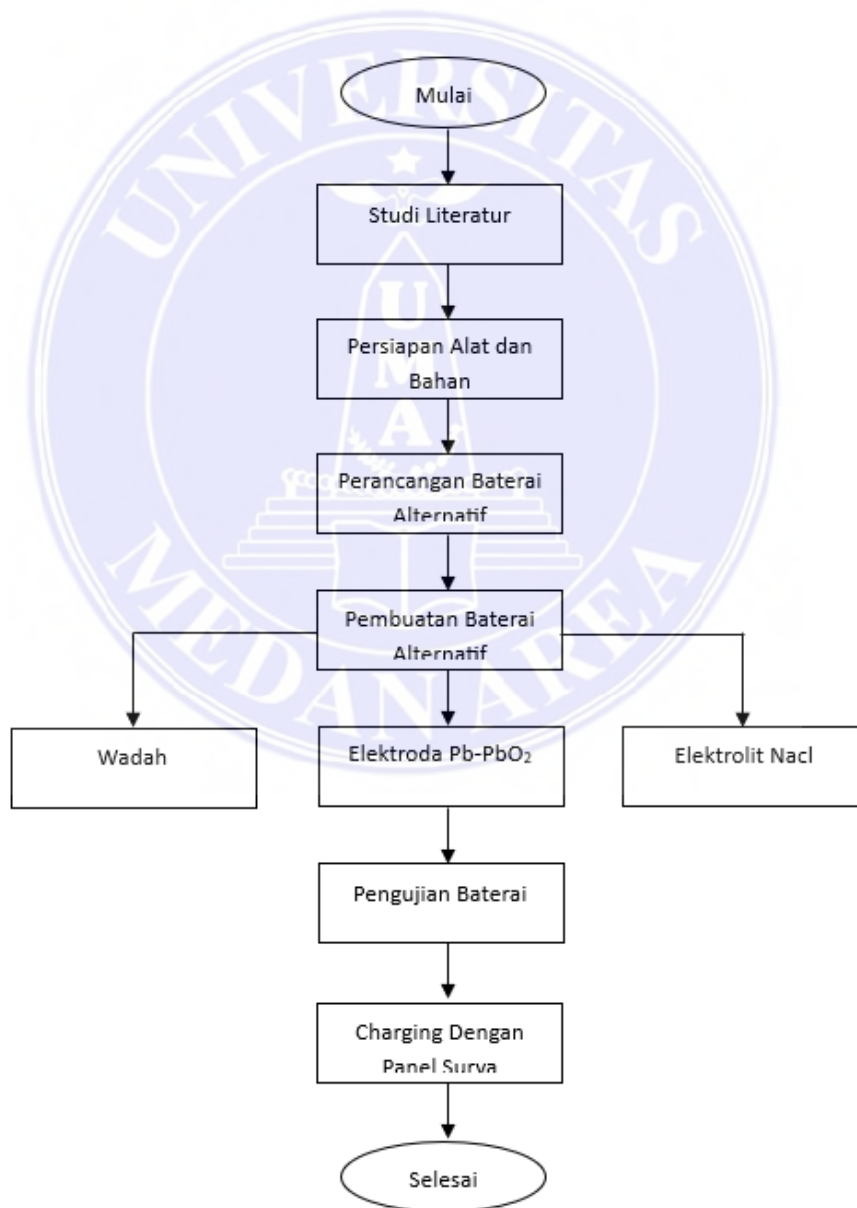 UNIVERSITAS
MEDAN AREA
UMA
Mulai
Studi Literatur
Persiapan Alat dan
Bahan
Perancangan Baterai
Alternatif
Pembuatan Baterai
Alternatif
Wadah
Elektroda Pb-PbO₂
Elektrolit Nacl
Pengujian Baterai
Charging Dengan
Panel Surya
Selesai